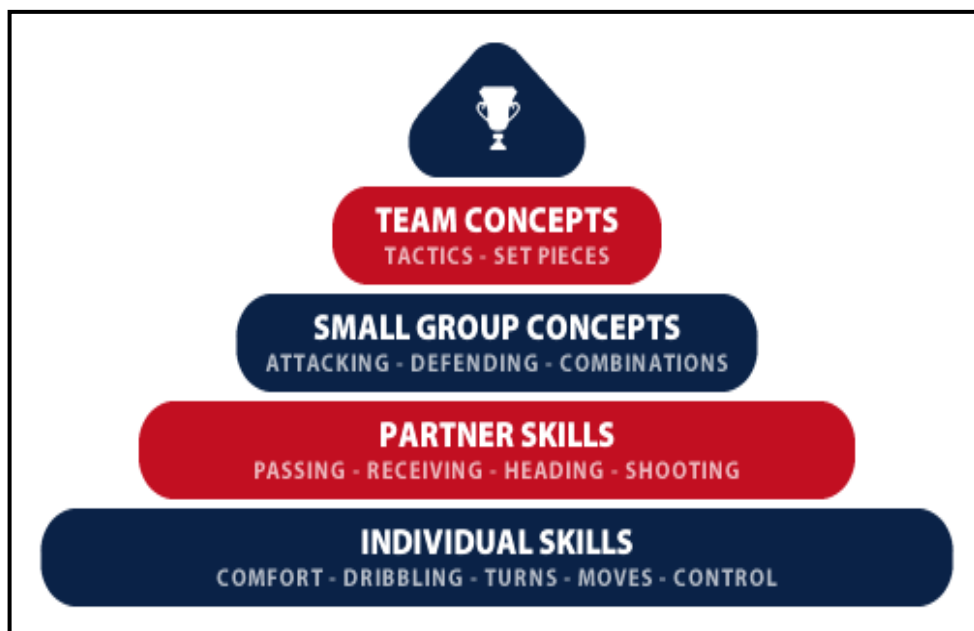 TEAM CONCEPTS
TACTICS - SET PIECES
SMALL GROUP CONCEPTS
ATTACKING - DEFENDING - COMBINATIONS
PARTNER SKILLS
PASSING - RECEIVING - HEADING - SHOOTING
INDIVIDUAL SKILLS
COMFORT - DRIBBLING - TURNS - MOVES - CONTROL